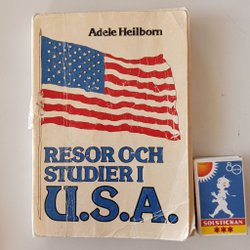 Adele Heilborn
RESOR OCH
STUDIER I
U.S.A.
SOLSTICKAN
***